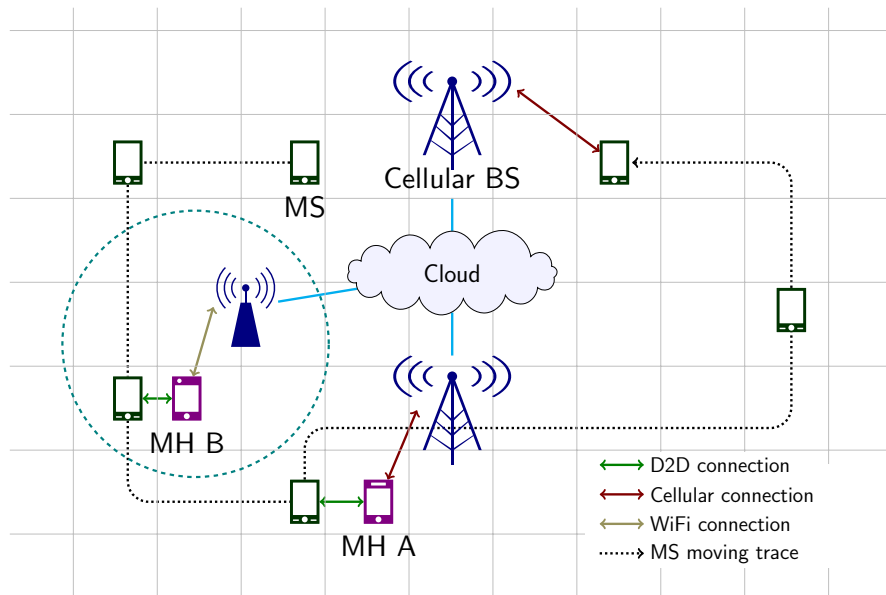 Cellular BS
MS
Cloud
MH B
MH A
D2D connection
Cellular connection
WiFi connection
MS moving trace